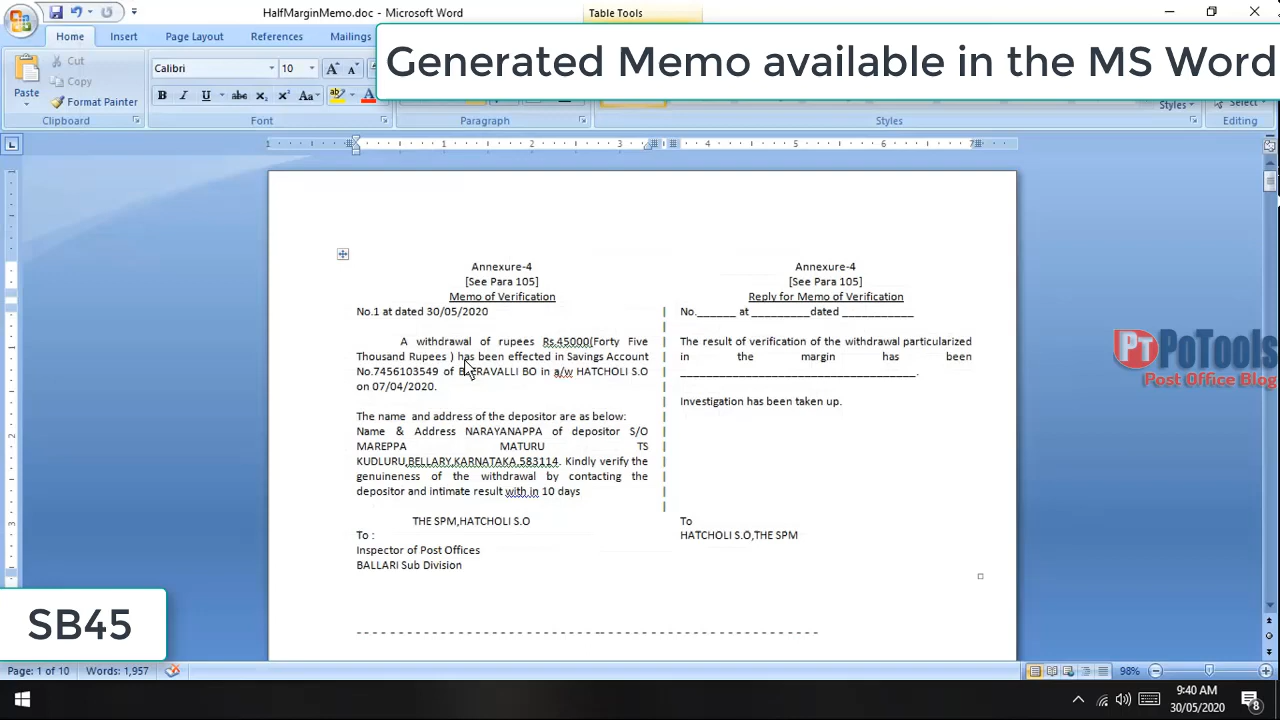 HalfMarginMemo.doc - Microsoft Word
Table Tools
Home Insert Page Layout References Mailings
Generated Memo available in the MS Word
Paste
Cut
Copy
Format Painter
Clipboard
Calibri 10
Font
Paragraph
Styles
Styles
Select
Editing
Annexure-4
[See Para 105]
Memo of Verification
No.1 at dated 30/05/2020
A withdrawal of rupees Rs.45000(Forty Five
Thousand Rupees ) has been effected in Savings Account
No.7456103549 of BYRAVALLI BO in a/w HATCHOLI S.O
on 07/04/2020.
The name and address of the depositor are as below:
Name & Address NARAYANAPPA of depositor S/O
MAREPPA MATURU TS
KUDLURU,BELLARY,KARNATAKA,583114. Kindly verify the
genuineness of the withdrawal by contacting the
depositor and intimate result with in 10 days
THE SPM,HATCHOLI S.O
To :
Inspector of Post Offices
BALLARI Sub Division
Annexure-4
[See Para 105]
Reply for Memo of Verification
No.______ at _________dated ___________
The result of verification of the withdrawal particularized
in the margin has been
____________________________________.
Investigation has been taken up.
To
HATCHOLI S.O,THE SPM
PT PoTools
Post Office Blog
SB45
Page: 1 of 10 Words: 1,957 98%
9:40 AM
30/05/2020
8